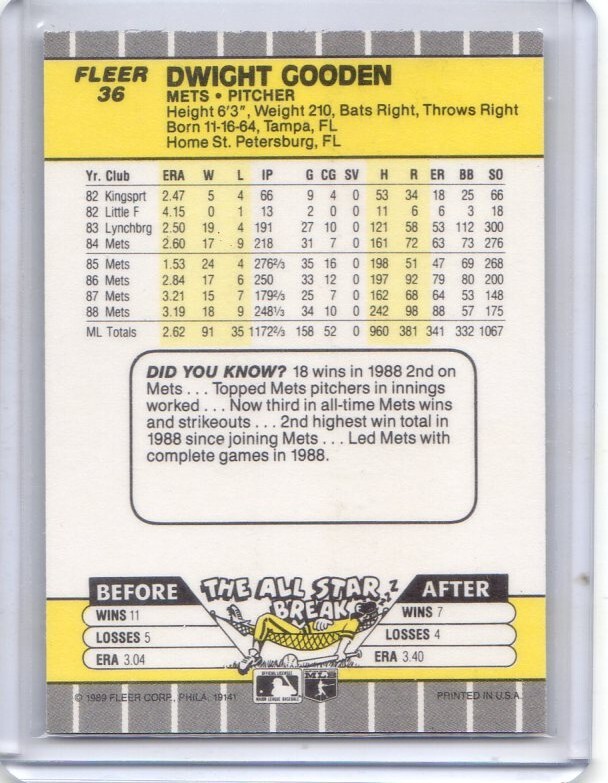 FLEER
36
DWIGHT GOODEN
METS • PITCHER
Height 6'3", Weight 210, Bats Right, Throws Right
Born 11-16-64, Tampa, FL
Home St. Petersburg, FL
Yr. Club ERA W L IP G CG SV H R ER BB SO
82 Kingsprt 2.47 5 4 66 9 4 0 53 34 18 25 66
82 Little F 4.15 0 1 13 2 0 0 11 6 6 3 18
83 Lynchbrg 2.50 19 4 191 27 10 0 121 58 53 112 300
84 Mets 2.60 17 9 218 31 7 0 161 72 63 73 276
85 Mets 1.53 24 4 276 2/3 35 16 0 198 51 47 69 268
86 Mets 2.84 17 6 250 33 12 0 197 92 79 80 200
87 Mets 3.21 15 7 179 2/3 25 7 0 162 68 64 53 148
88 Mets 3.19 18 9 248 1/3 34 10 0 242 98 88 57 175
ML Totals 2.62 91 35 1172 2/3 158 52 0 960 381 341 332 1067
DID YOU KNOW? 18 wins in 1988 2nd on
Mets . . . Topped Mets pitchers in innings
worked . . . Now third in all-time Mets wins
and strikeouts . . . 2nd highest win total in
1988 since joining Mets . . . Led Mets with
complete games in 1988.
BEFORE
THE ALL STAR
BREAK
ZZZ
AFTER
WINS 11
LOSSES 5
ERA 3.04
WINS 7
LOSSES 4
ERA 3.40
MLB
© 1989 FLEER CORP., PHILA. 19141
PRINTED IN U.S.A.